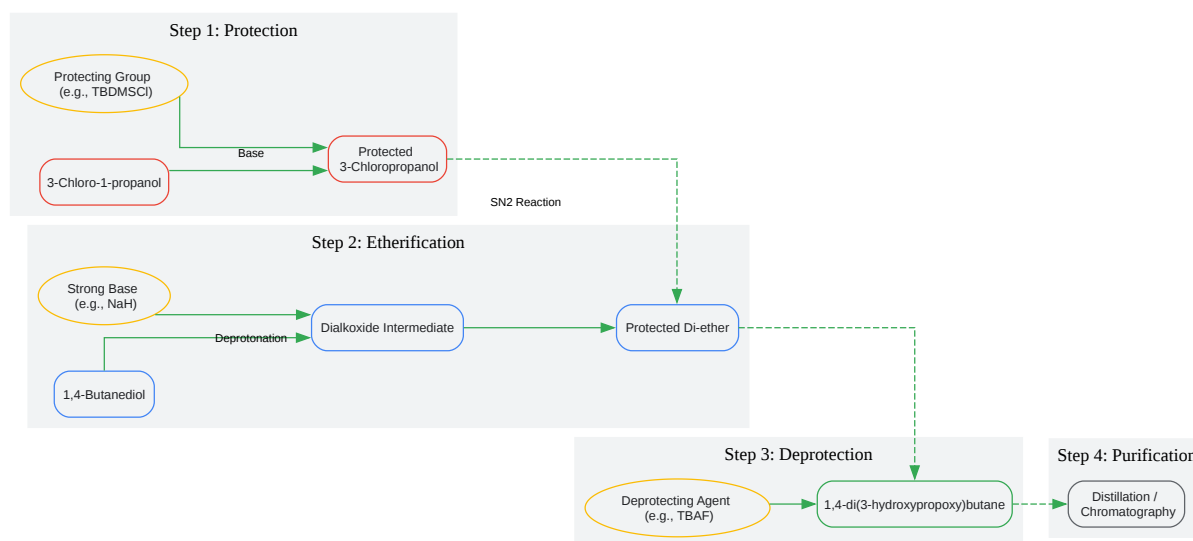 Step 1: Protection
Protecting Group
(e.g., TBDMSCl)
Base
3-Chloro-1-propanol
Protected
3-Chloropropanol
SN2 Reaction
Step 2: Etherification
Strong Base
(e.g., NaH)
Deprotonation
1,4-Butanediol
Dialkoxide Intermediate
Protected Di-ether
Step 3: Deprotection
Deprotecting Agent
(e.g., TBAF)
1,4-di(3-hydroxypropoxy)butane
Step 4: Purification
Distillation /
Chromatography